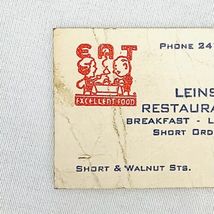 PHONE 24
EAT
EXCELLENT FOOD
LEINS
RESTAURA
BREAKFAST - L
SHORT ORD
SHORT & WALNUT STS.